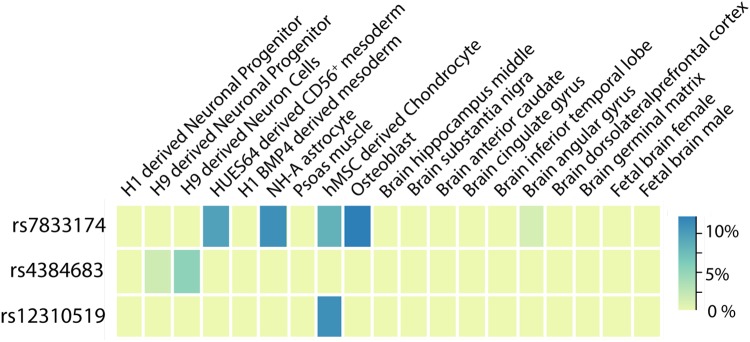 H1 derived Neuronal Progenitor
H9 derived Neuronal Progenitor
H9 derived Neuron Cells
HUES64 derived CD56+ mesoderm
H1 BMP4 derived mesoderm
NH-A astrocyte
Psoas muscle
hMSC derived Chondrocyte
Osteoblast
Brain hippocampus middle
Brain substantia nigra
Brain anterior caudate
Brain cingulate gyrus
Brain inferior temporal lobe
Brain angular gyrus
Brain dorsolateralprefrontal cortex
Brain germinal matrix
Fetal brain female
Fetal brain male
rs7833174
rs4384683
rs12310519
10%
5%
0 %